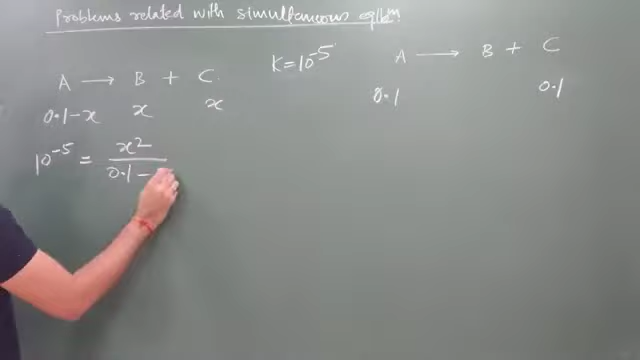 Problems related with simultaneous eqlbm.
A → B + C
0.1-x x x
10⁻⁵ = x² / 0.1 -
K = 10⁻⁵
A → B + C
0.1 0.1